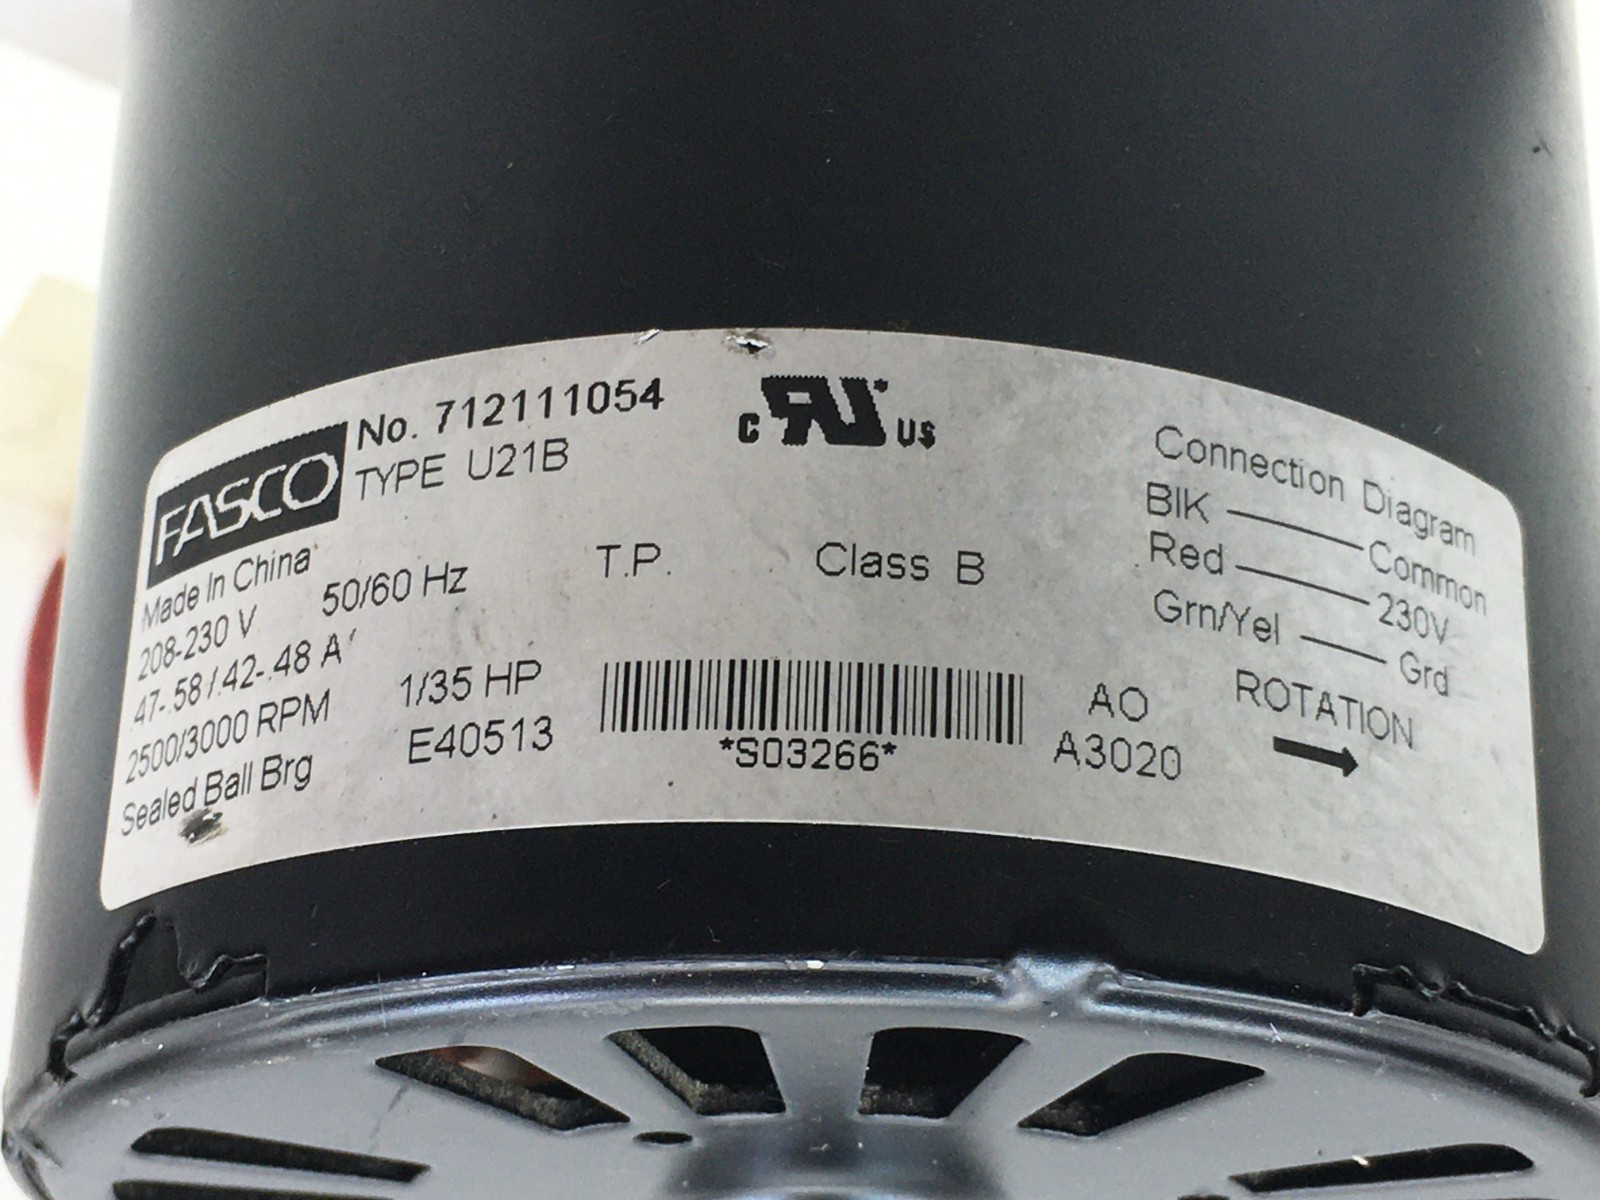 FASCO
No. 712111054
TYPE U21B
Made In China
208-230 V 50/60 Hz
.47-.58/.42-.48 A
2500/3000 RPM 1/35 HP
Sealed Ball Brg E40513
T.P. Class B
*S03266*
AO
A3020
C RU US
Connection Diagram
Blk Common
Red 230V
Grn/Yel Grd
ROTATION